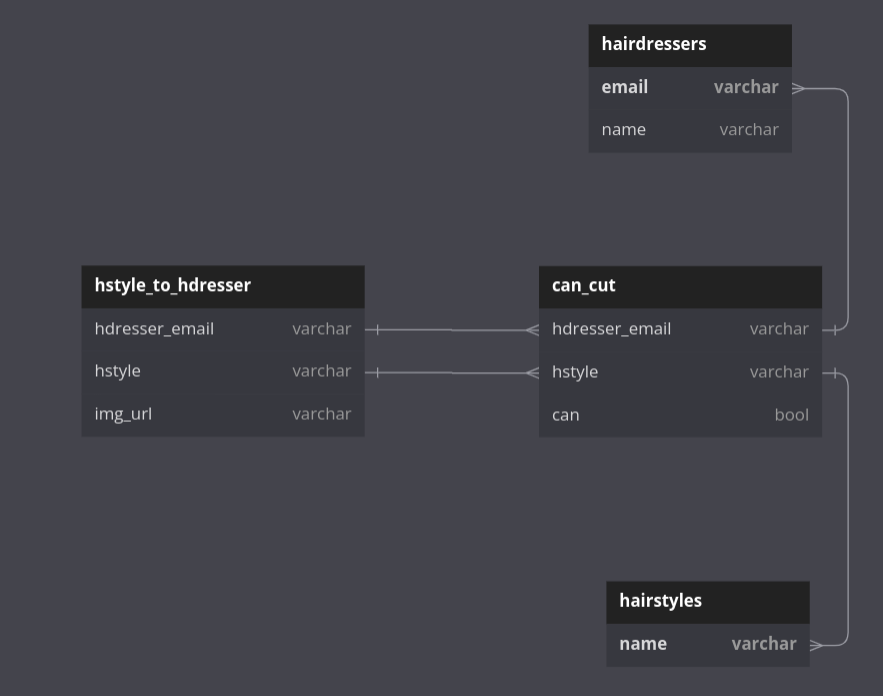 hairdressers
email varchar
name varchar
hstyle_to_hdresser
hdresser_email varchar
hstyle varchar
img_url varchar
can_cut
hdresser_email varchar
hstyle varchar
can bool
hairstyles
name varchar